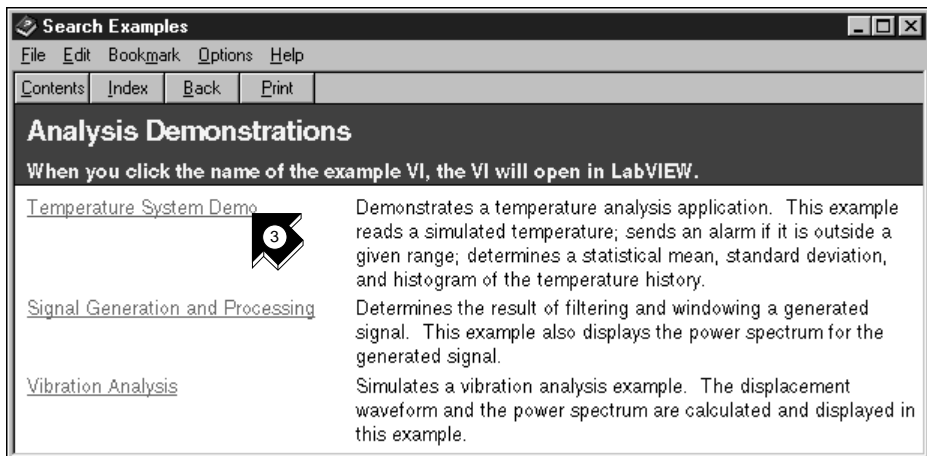 Search Examples
File Edit Bookmark Options Help
Contents Index Back Print
Analysis Demonstrations
When you click the name of the example VI, the VI will open in LabVIEW.
Temperature System Demo
3
Demonstrates a temperature analysis application. This example
reads a simulated temperature; sends an alarm if it is outside a
given range; determines a statistical mean, standard deviation,
and histogram of the temperature history.
Signal Generation and Processing
Determines the result of filtering and windowing a generated
signal. This example also displays the power spectrum for the
generated signal.
Vibration Analysis
Simulates a vibration analysis example. The displacement
waveform and the power spectrum are calculated and displayed in
this example.